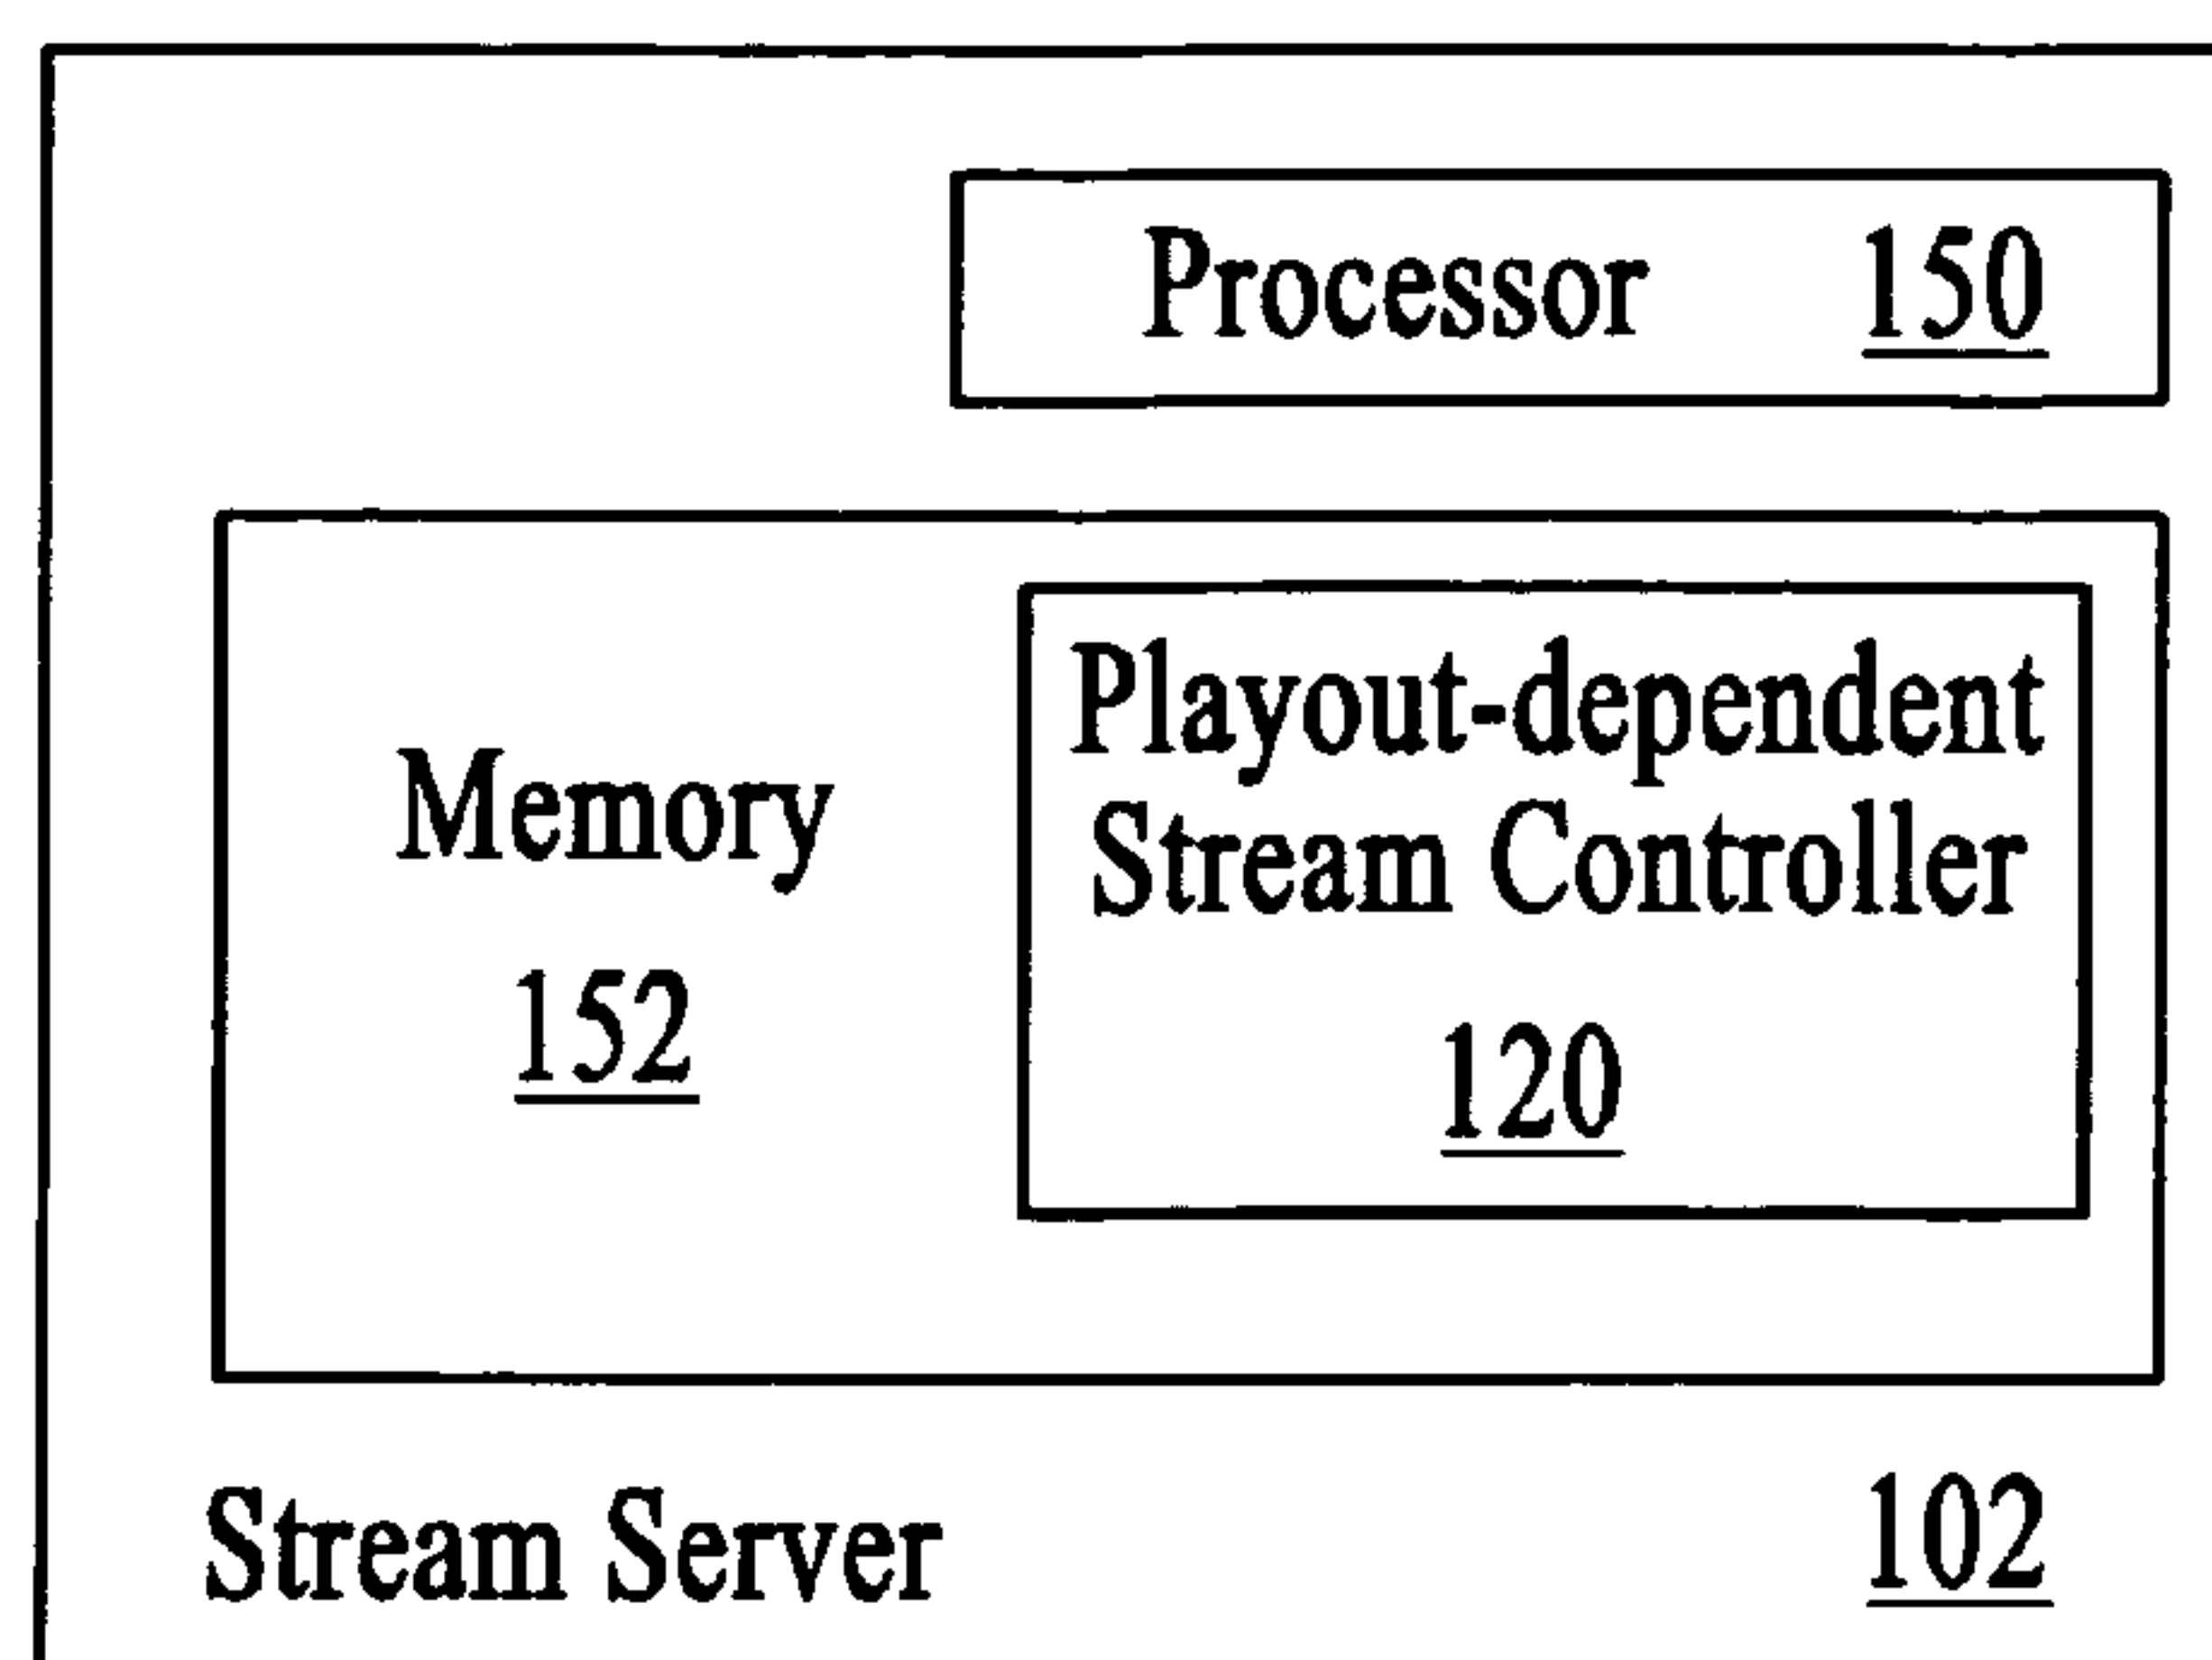 Processor 150
Playout-dependent
Stream Controller
Memory
152
120
Stream Server 102